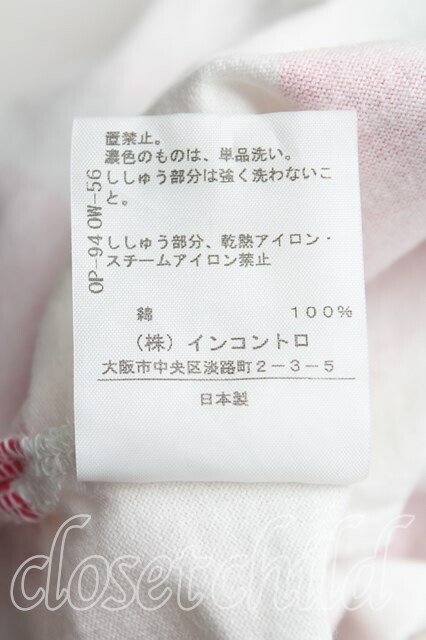 置禁止。
濃色のものは、単品洗い。
ししゅう部分は強く洗わないこ
と。
ししゅう部分、乾熱アイロン・
スチームアイロン禁止
綿 100%
(株)インコントロ
大阪市中央区淡路町2-3-5
日本製
OP-94 OW-56
closetchild